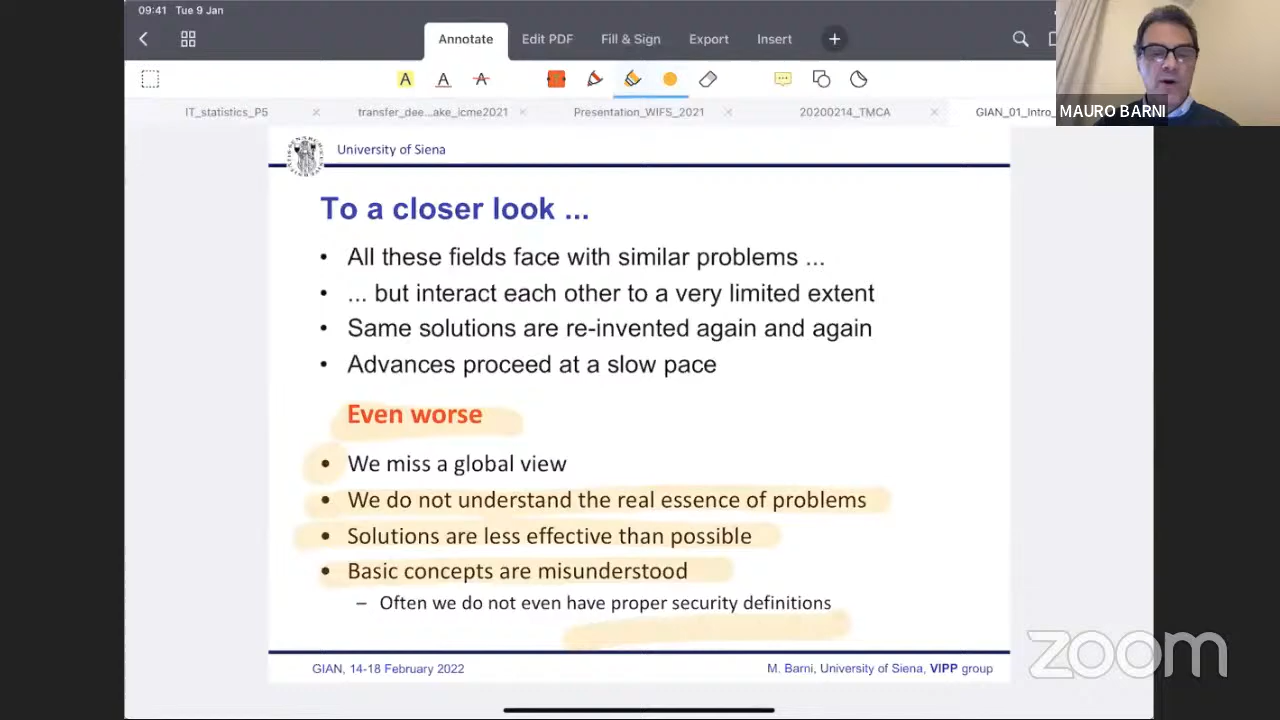 09:41 Tue 9 Jan
Annotate Edit PDF Fill & Sign Export Insert
A A A
MAURO BARNI
IT_statistics_P5 transfer_dee...ake_icme2021 Presentation_WIFS_2021 20200214_TMCA GIAN_01_Intro_
University of Siena
To a closer look ...
• All these fields face with similar problems ...
• ... but interact each other to a very limited extent
• Same solutions are re-invented again and again
• Advances proceed at a slow pace
Even worse
• We miss a global view
• We do not understand the real essence of problems
• Solutions are less effective than possible
• Basic concepts are misunderstood
– Often we do not even have proper security definitions
GIAN, 14-18 February 2022 M. Barni, University of Siena, VIPP group
zoom